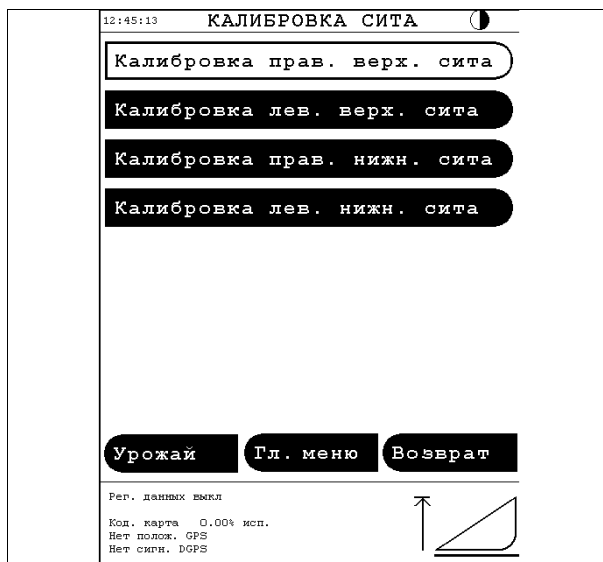 12:45:13 КАЛИБРОВКА СИТА
Калибровка прав. верх. сита
Калибровка лев. верх. сита
Калибровка прав. нижн. сита
Калибровка лев. нижн. сита
Урожай Гл. меню Возврат
Рег. данных выкл
Код. карта 0.00% исп.
Нет полож. GPS
Нет сигн. DGPS